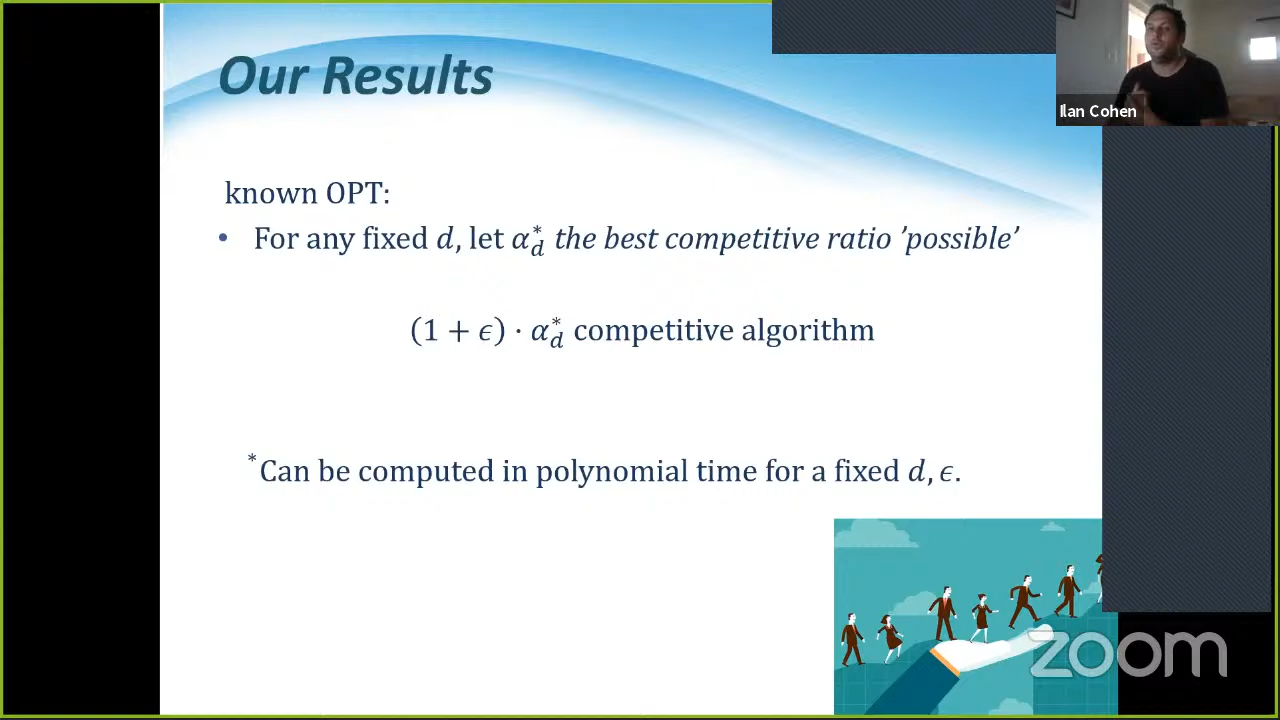 Our Results
Ilan Cohen
known OPT:
• For any fixed d, let α*_d the best competitive ratio ’possible’
(1 + ϵ) · α*_d competitive algorithm
*Can be computed in polynomial time for a fixed d, ϵ.
zoom